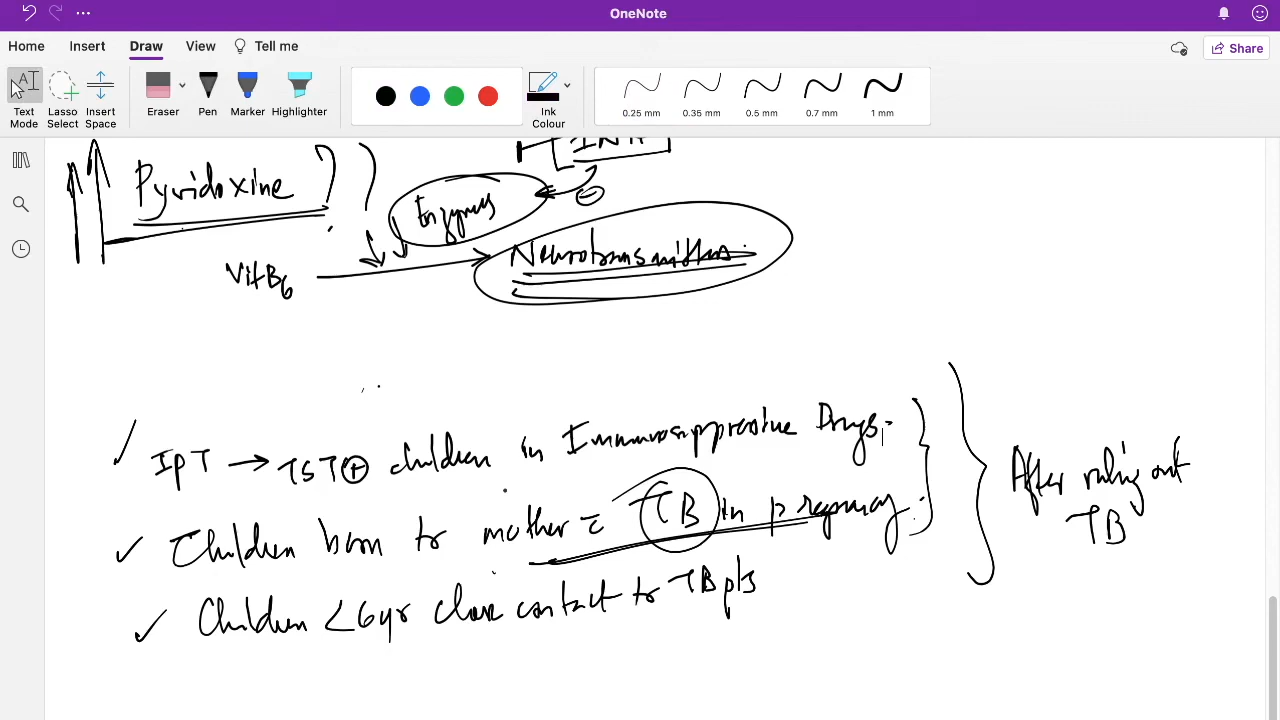 OneNote
Home Insert Draw View Tell me
Share
Text Mode
Lasso Select
Insert Space
Eraser
Pen
Marker
Highlighter
Ink Colour
0.25 mm 0.35 mm 0.5 mm 0.7 mm 1 mm
INH
Pyridoxine ??
Enzymes
VitB6
Neurotransmitters
IPT → TST⊕ children in Immunosuppressive Drugs.
Children born to mother c̄ TB in pregnancy.
Children <6yr close contact to TB pts
After ruling out
TB